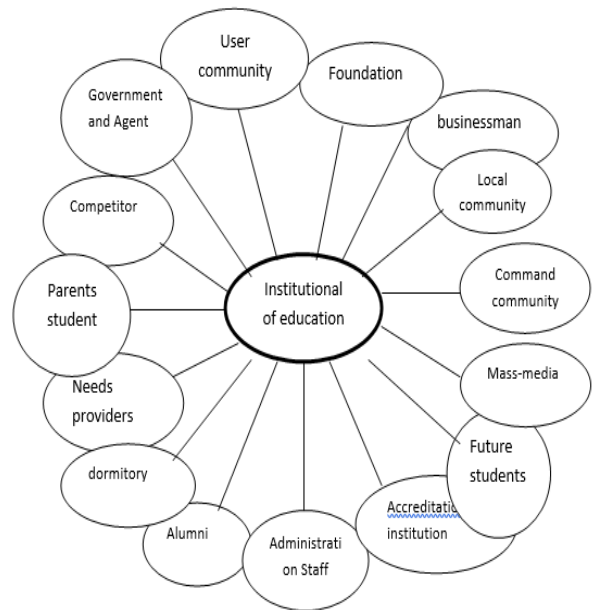 User
community
Foundation
Government
and Agent
businessman
Local
community
Competitor
Command
community
Institutional
of education
Parents
student
Mass-media
Needs
providers
Future
students
dormitory
Accreditatio
institution
Alumni
Administrati
on Staff